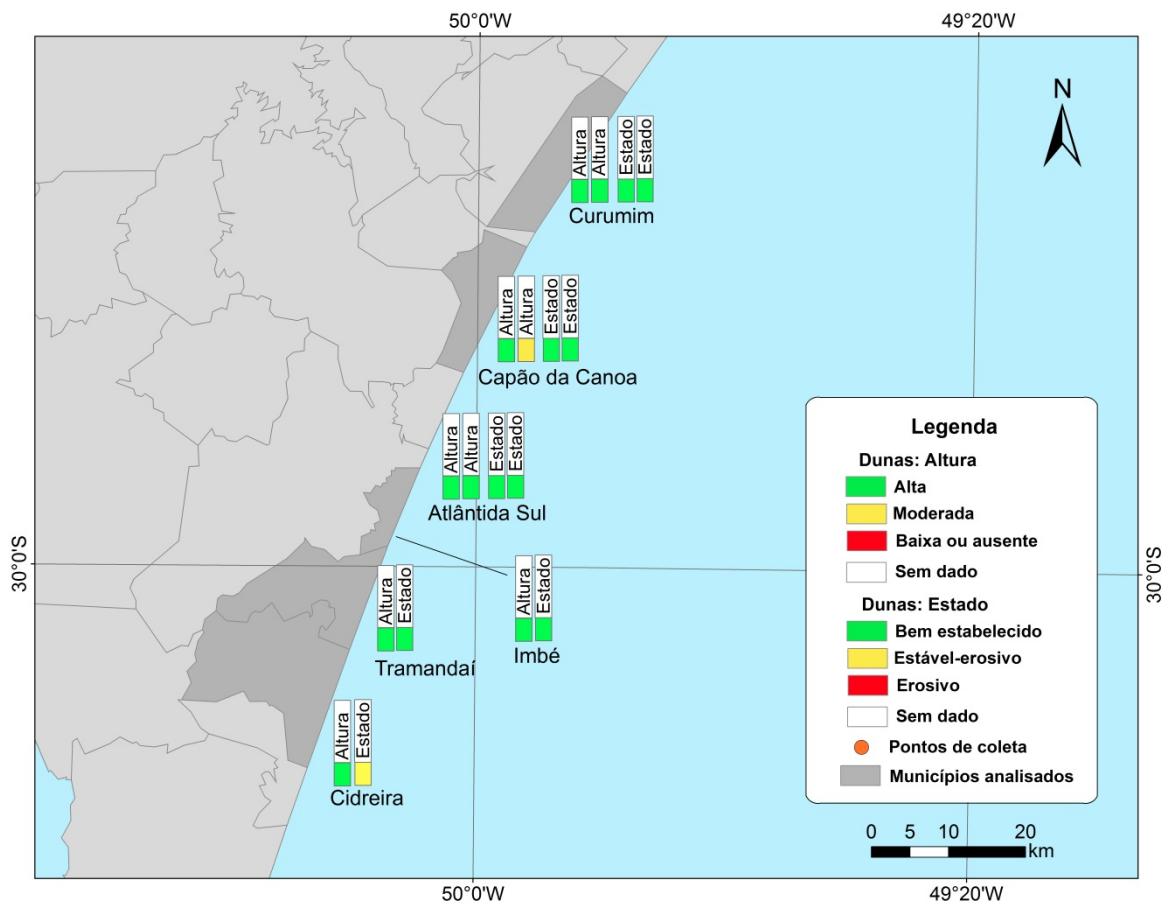 50°0'W
49°20'W
N
Altura
Altura
Estado
Estado
Curumim
Altura
Altura
Estado
Estado
Capão da Canoa
Altura
Altura
Estado
Estado
Atlântida Sul
Altura
Estado
Imbé
Altura
Estado
Tramandaí
Altura
Estado
Cidreira
30°0'S
30°0'S
Legenda
Dunas: Altura
Alta
Moderada
Baixa ou ausente
Sem dado
Dunas: Estado
Bem estabelecido
Estável-erosivo
Erosivo
Sem dado
Pontos de coleta
Municípios analisados
0 5 10 20
km
50°0'W
49°20'W